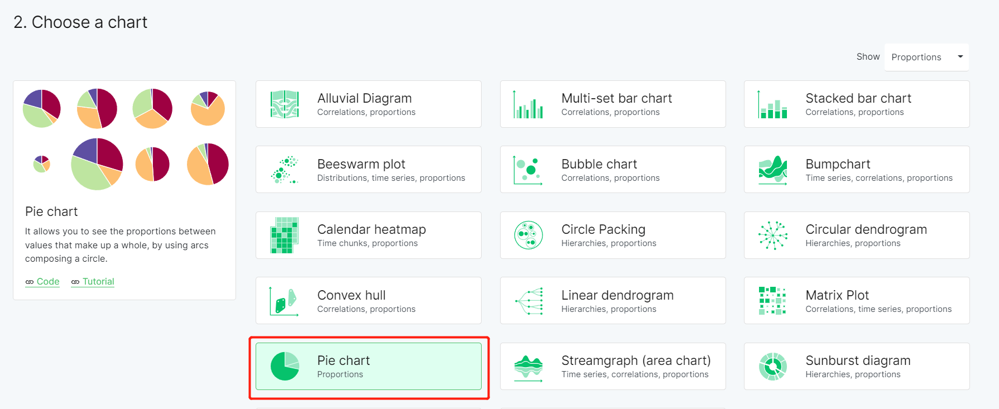 2. Choose a chart
Show Proportions
Pie chart
It allows you to see the proportions between
values that make up a whole, by using arcs
composing a circle.
Code Tutorial
Alluvial Diagram
Correlations, proportions
Multi-set bar chart
Correlations, proportions
Stacked bar chart
Correlations, proportions
Beeswarm plot
Distributions, time series, proportions
Bubble chart
Correlations, proportions
Bumpchart
Time series, correlations, proportions
Calendar heatmap
Time chunks, proportions
Circle Packing
Hierarchies, proportions
Circular dendrogram
Hierarchies, proportions
Convex hull
Correlations, proportions
Linear dendrogram
Hierarchies, proportions
Matrix Plot
Correlations, time series, proportions
Pie chart
Proportions
Streamgraph (area chart)
Time series, correlations, proportions
Sunburst diagram
Hierarchies, proportions